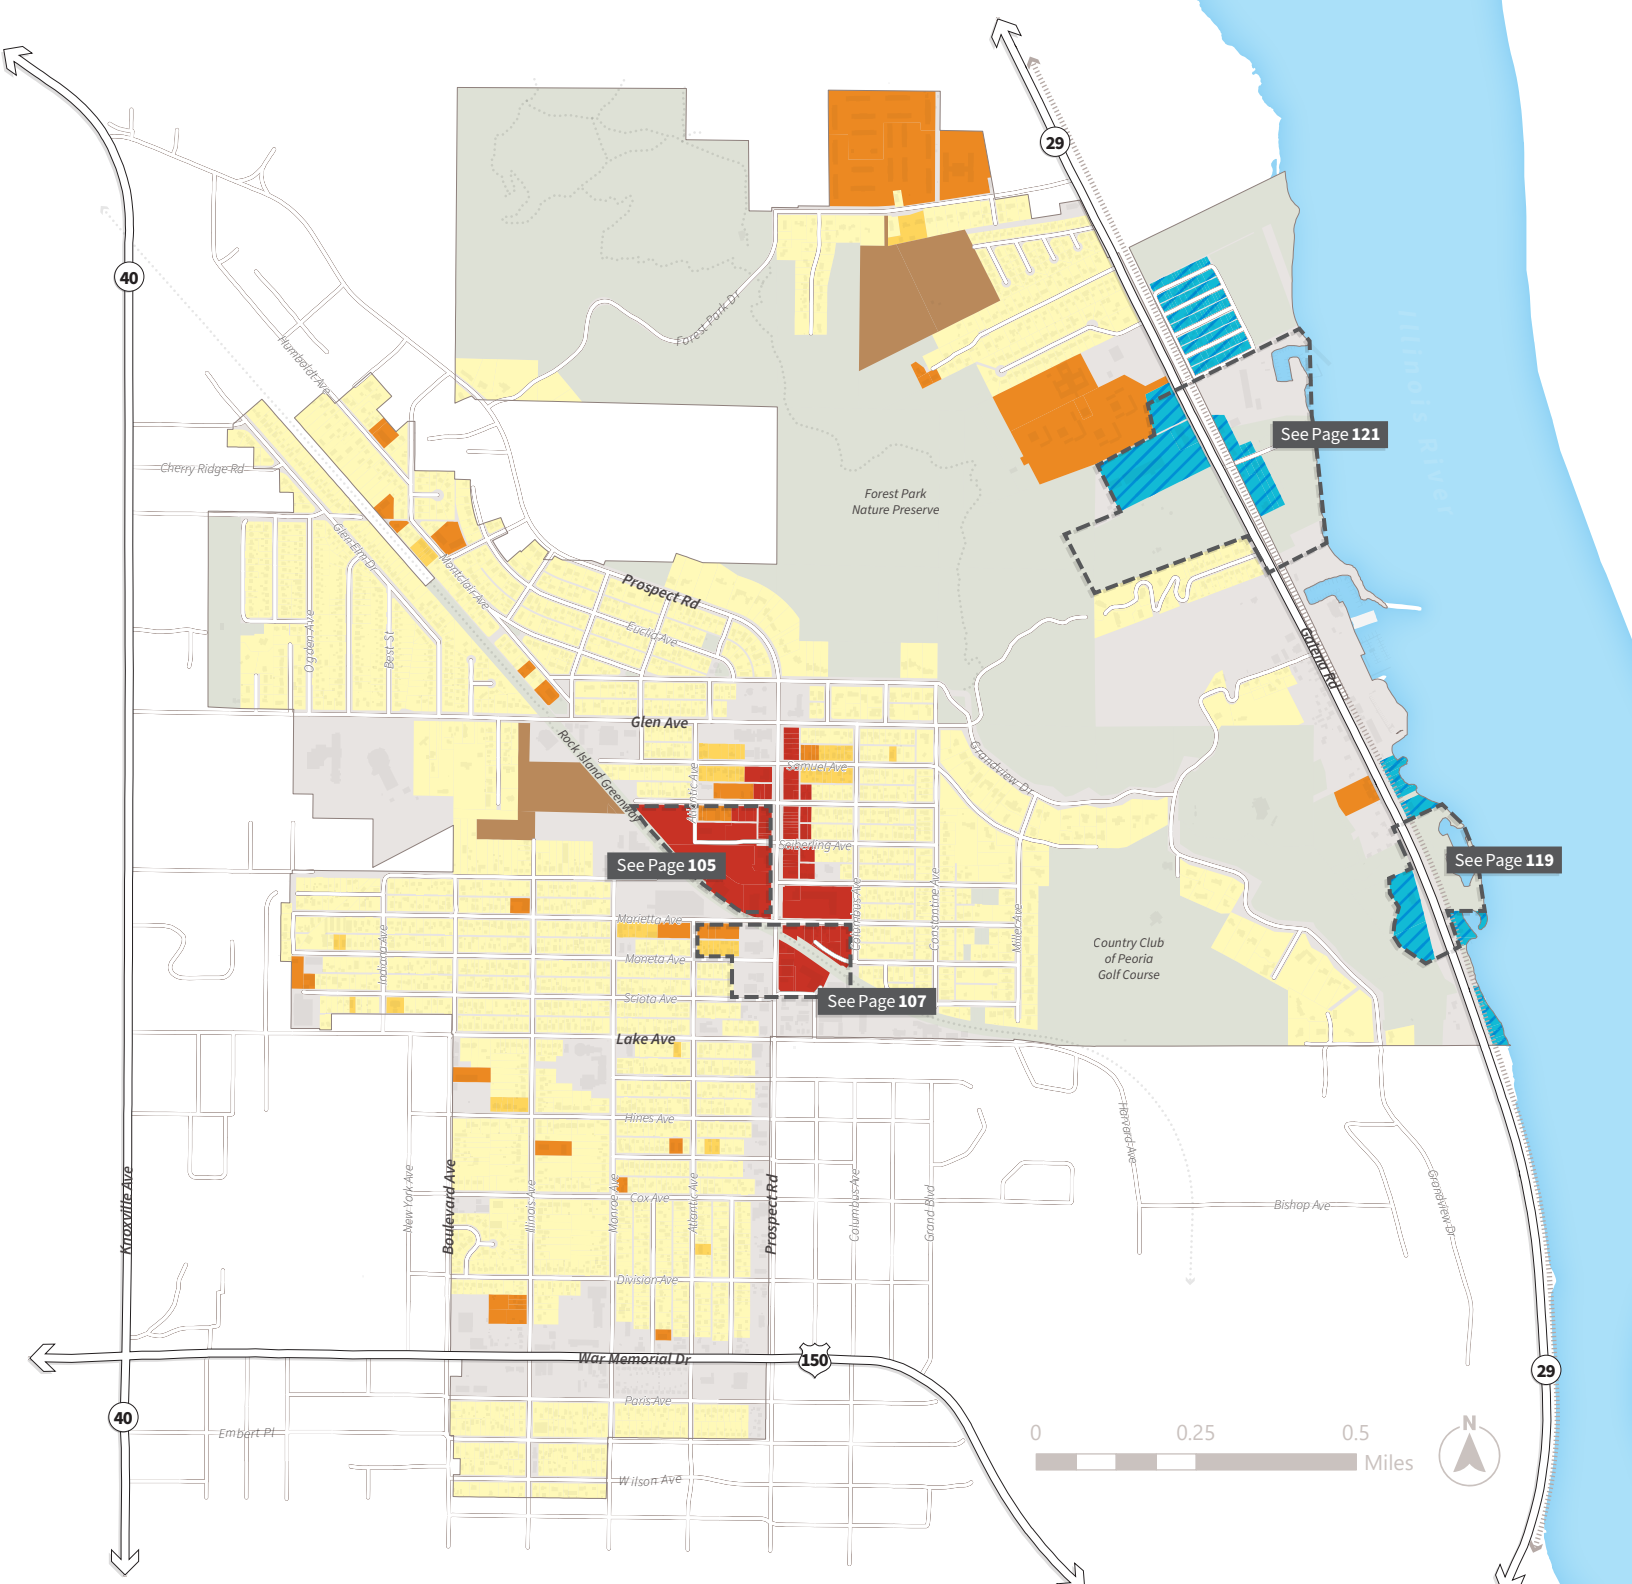 29
40
Forest Park Dr
Humboldt Ave
Illinois River
See Page 121
Cherry Ridge Rd
Forest Park
Nature Preserve
Glen Elm Dr
Montclair Ave
Prospect Rd
Euclid Ave
Ogden Ave
Best St
Galena Rd
Glen Ave
Rock Island Greenway
Grandview Dr
Samuel Ave
Atlantic Ave
Seiberling Ave
See Page 105
See Page 119
Marietta Ave
Columbus Ave
Constantine Ave
Miller Ave
Indiana Ave
Moneta Ave
Country Club
of Peoria
Golf Course
Sciota Ave
See Page 107
Lake Ave
Hines Ave
Harvard Ave
Knoxville Ave
New York Ave
Boulevard Ave
Illinois Ave
Monroe Ave
Cox Ave
Atlantic Ave
Prospect Rd
Columbus Ave
Grand Blvd
Bishop Ave
Grandview Dr
Division Ave
War Memorial Dr
150
29
Paris Ave
40
Embert Pl
Wilson Ave
0 0.25 0.5
Miles
N